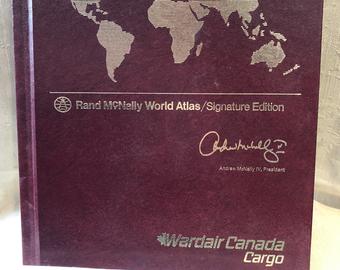 Rand McNally World Atlas/Signature Edition
Andrew McNally IV
Andrew McNally IV, President
Wardair Canada
Cargo